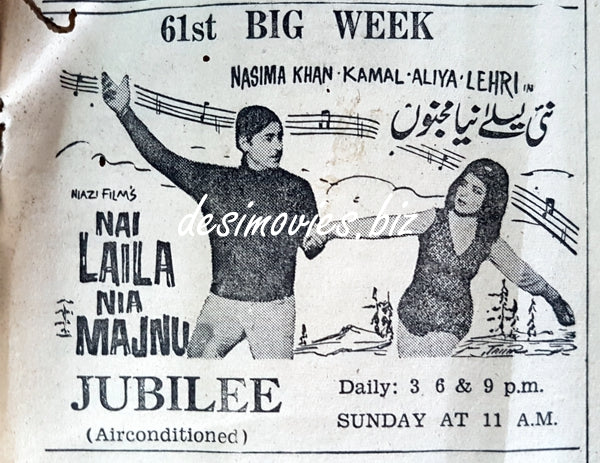 61st BIG WEEK
NASIMA KHAN · KAMAL · ALIYA · LEHRI IN
نئی لیلےٰ نیا مجنوں
NIAZI FILM'S
NAI
LAILA
NIA
MAJNU
desimovies.biz
JUBILEE
(Airconditioned)
Daily: 3 6 & 9 p.m.
SUNDAY AT 11 A.M.